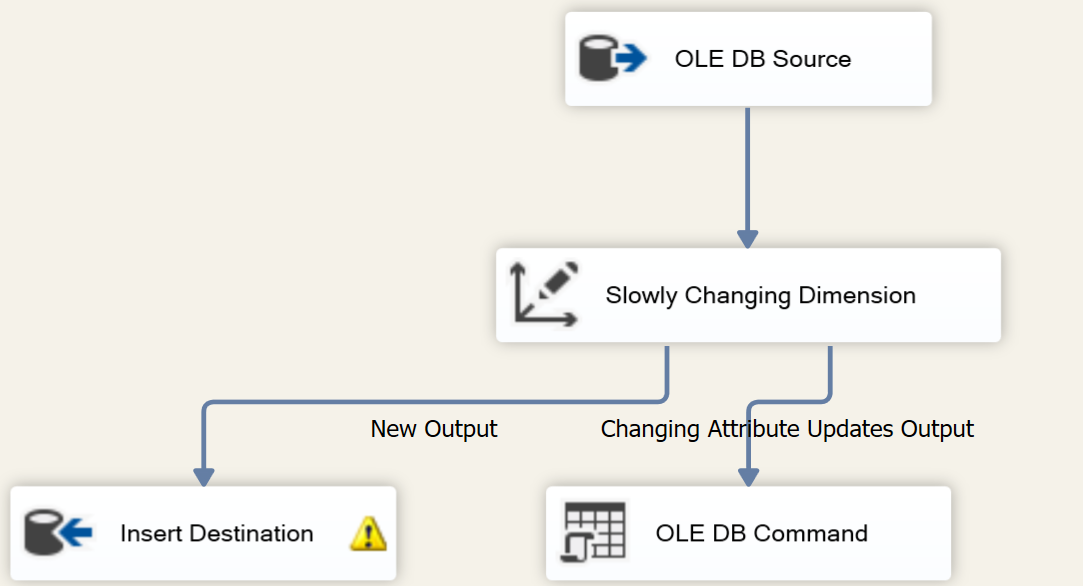 OLE DB Source
Slowly Changing Dimension
New Output
Changing Attribute Updates Output
Insert Destination
OLE DB Command